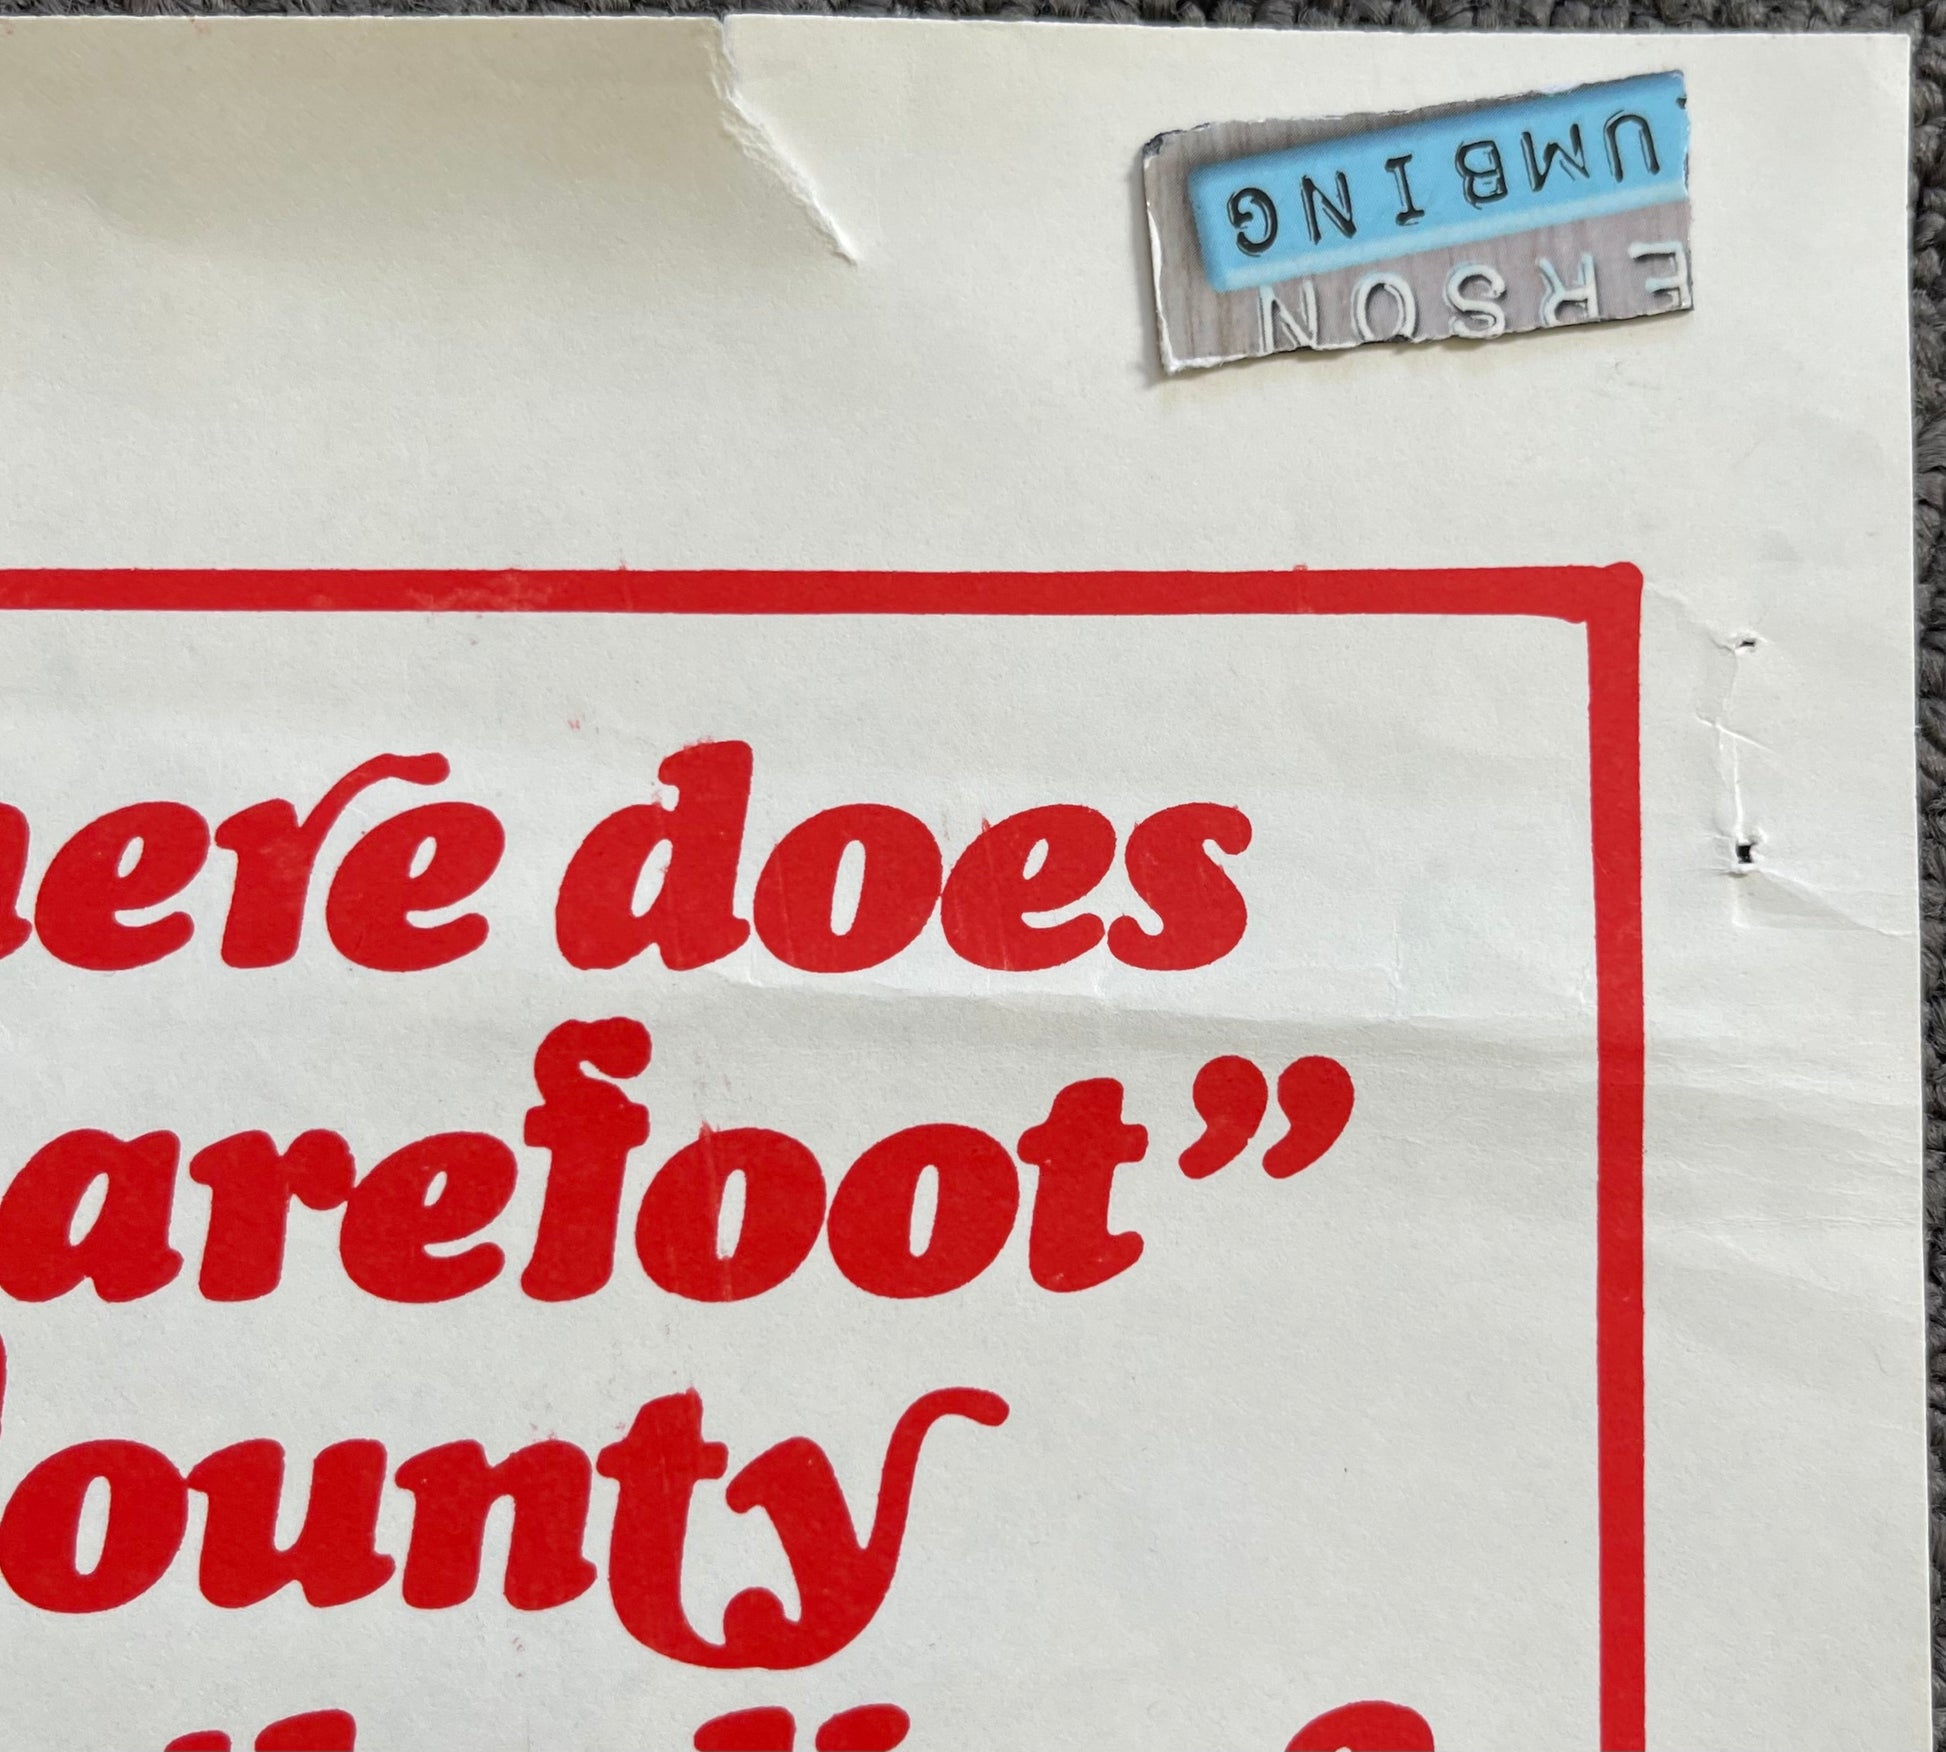 ERSON
UMBING
here does
arefoot”
ounty